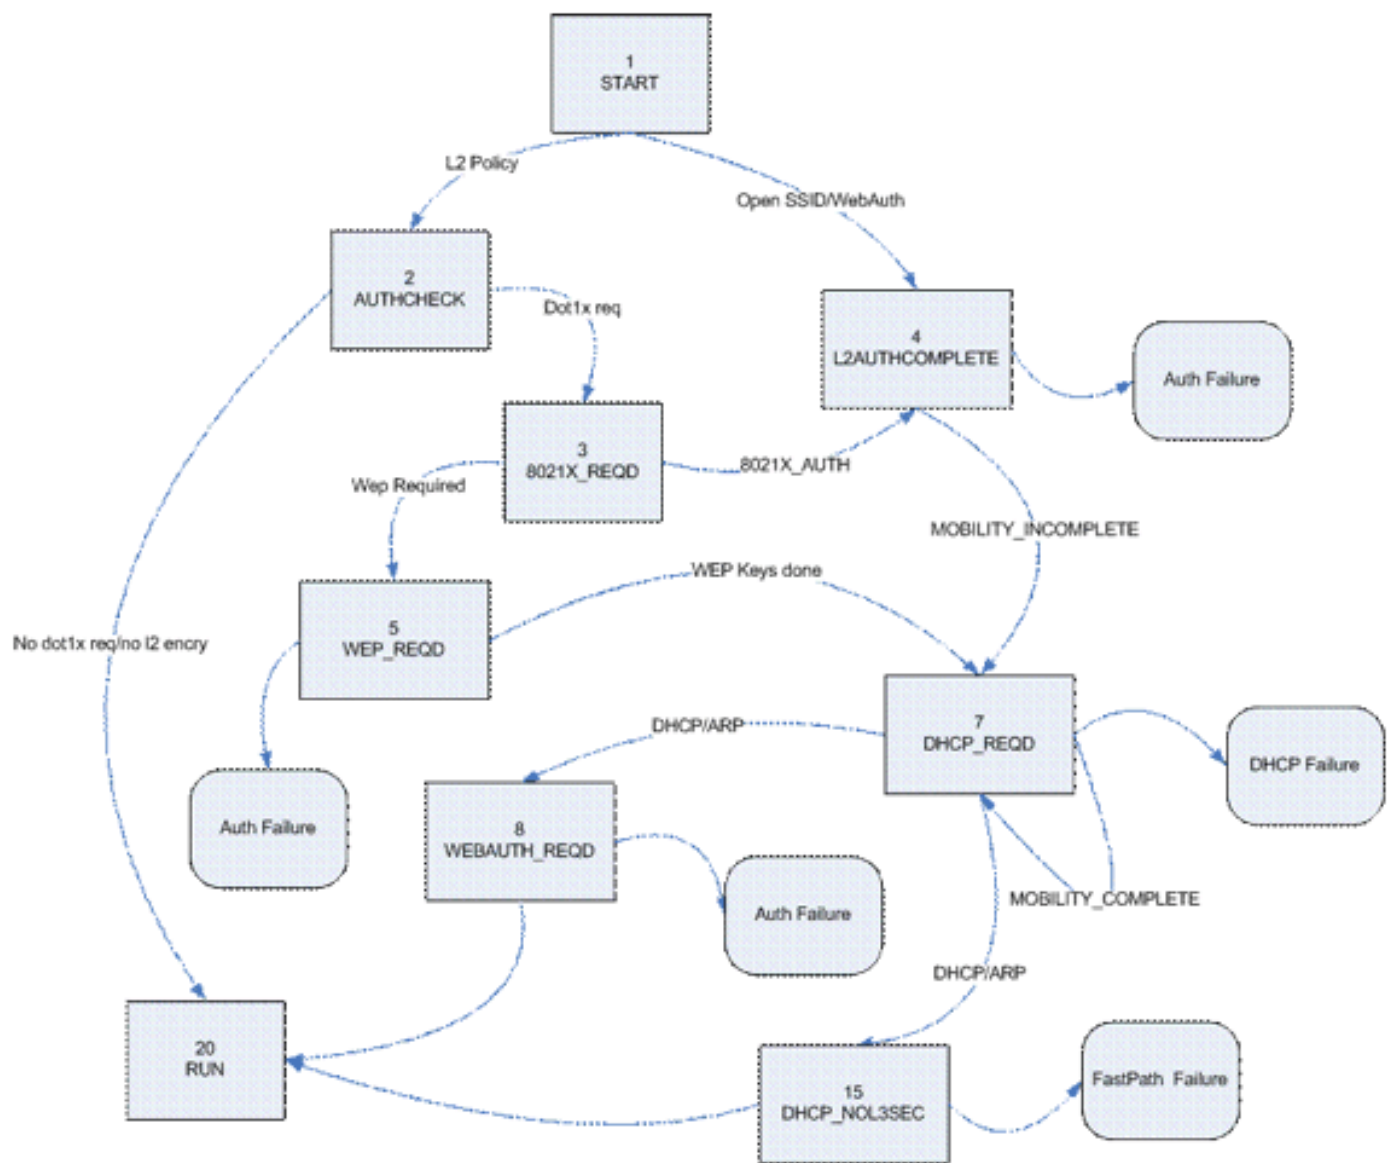 1
START
L2 Policy
Open SSID/WebAuth
2
AUTHCHECK
Dot1x req
4
L2AUTHCOMPLETE
Auth Failure
3
8021X_REQD
8021X_AUTH
Wep Required
MOBILITY_INCOMPLETE
WEP Keys done
5
WEP_REQD
No dot1x req/no l2 encry
7
DHCP_REQD
DHCP/ARP
DHCP Failure
Auth Failure
8
WEBAUTH_REQD
MOBILITY_COMPLETE
Auth Failure
DHCP/ARP
20
RUN
15
DHCP_NOL3SEC
FastPath Failure